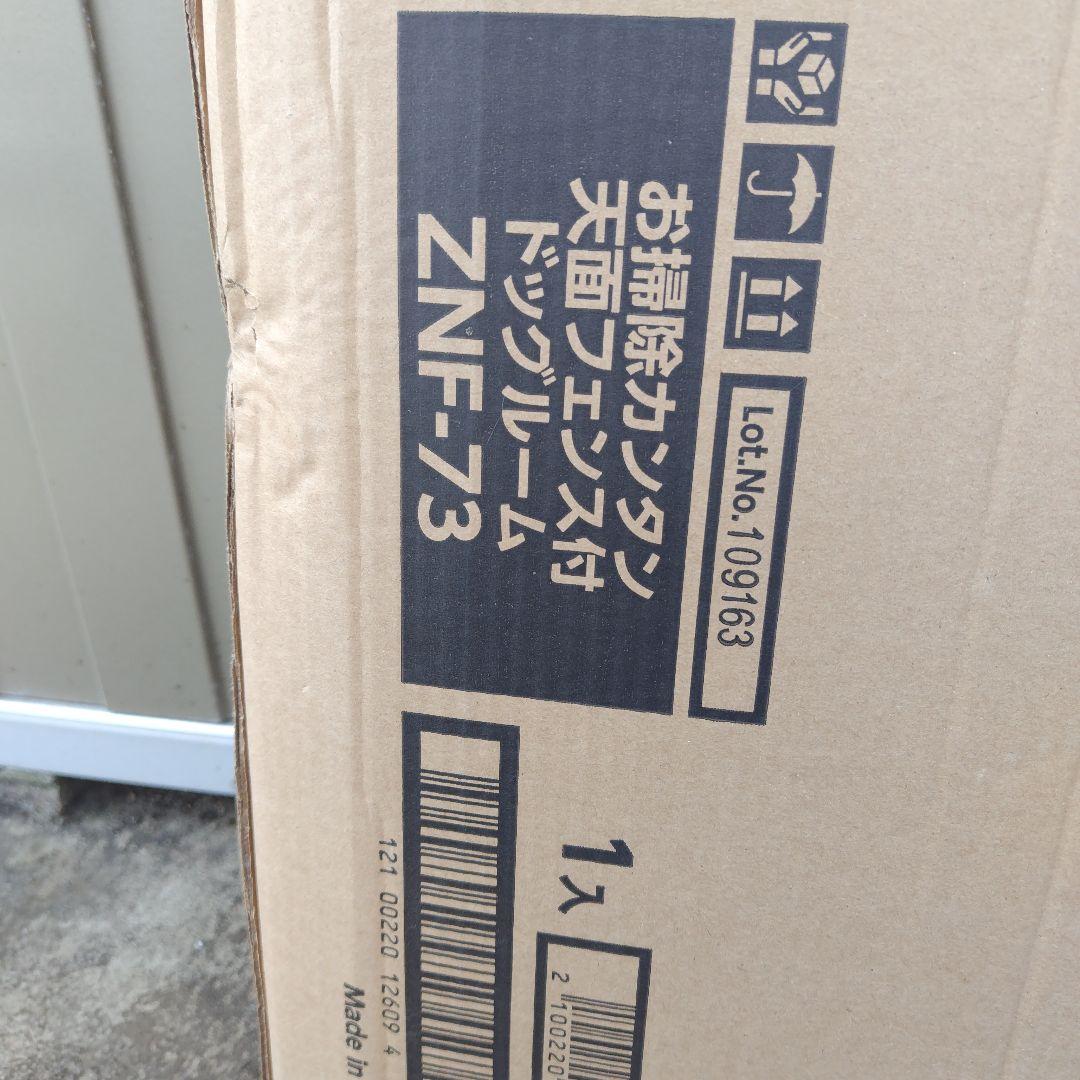 お掃除カンタン
天面フェンス付
ドッグルーム
ZNF-73
Lot.No.109163
121 00220 12609 4
1入
2 100220
Made in